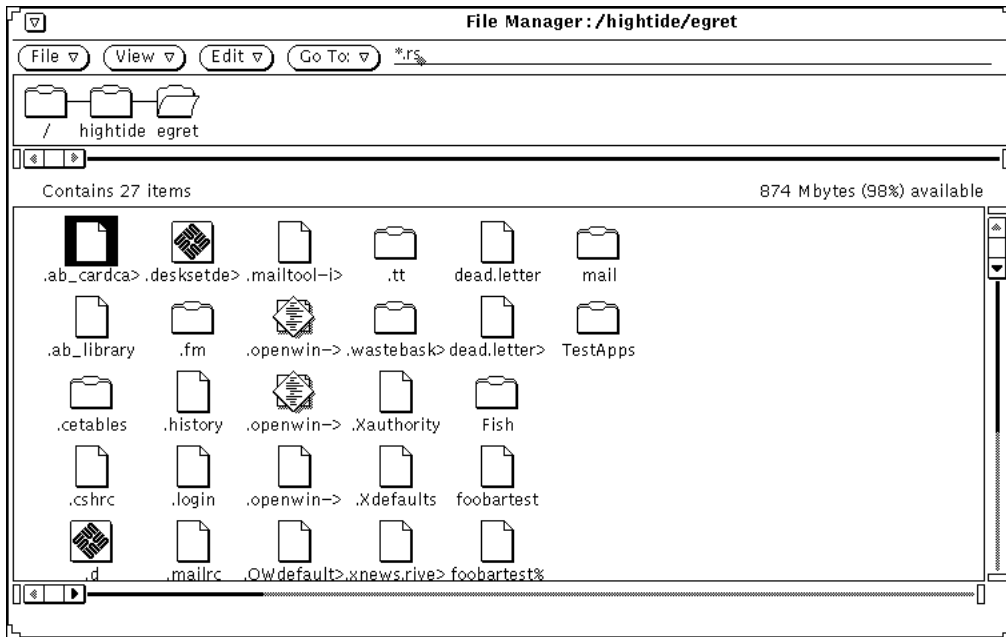 File Manager: /hightide/egret
File View Edit Go To: *.rs
/ hightide egret
Contains 27 items 874 Mbytes (98%) available
.ab_cardca> .desksetde> .mailtool-i> .tt dead.letter mail
.ab_library .fm .openwin-> .wastebask> dead.letter> TestApps
.cetables .history .openwin-> .Xauthority Fish
.cshrc .login .openwin-> .Xdefaults foobartest
.d .mailrc .OWdefault> .xnews.rive> foobartest%